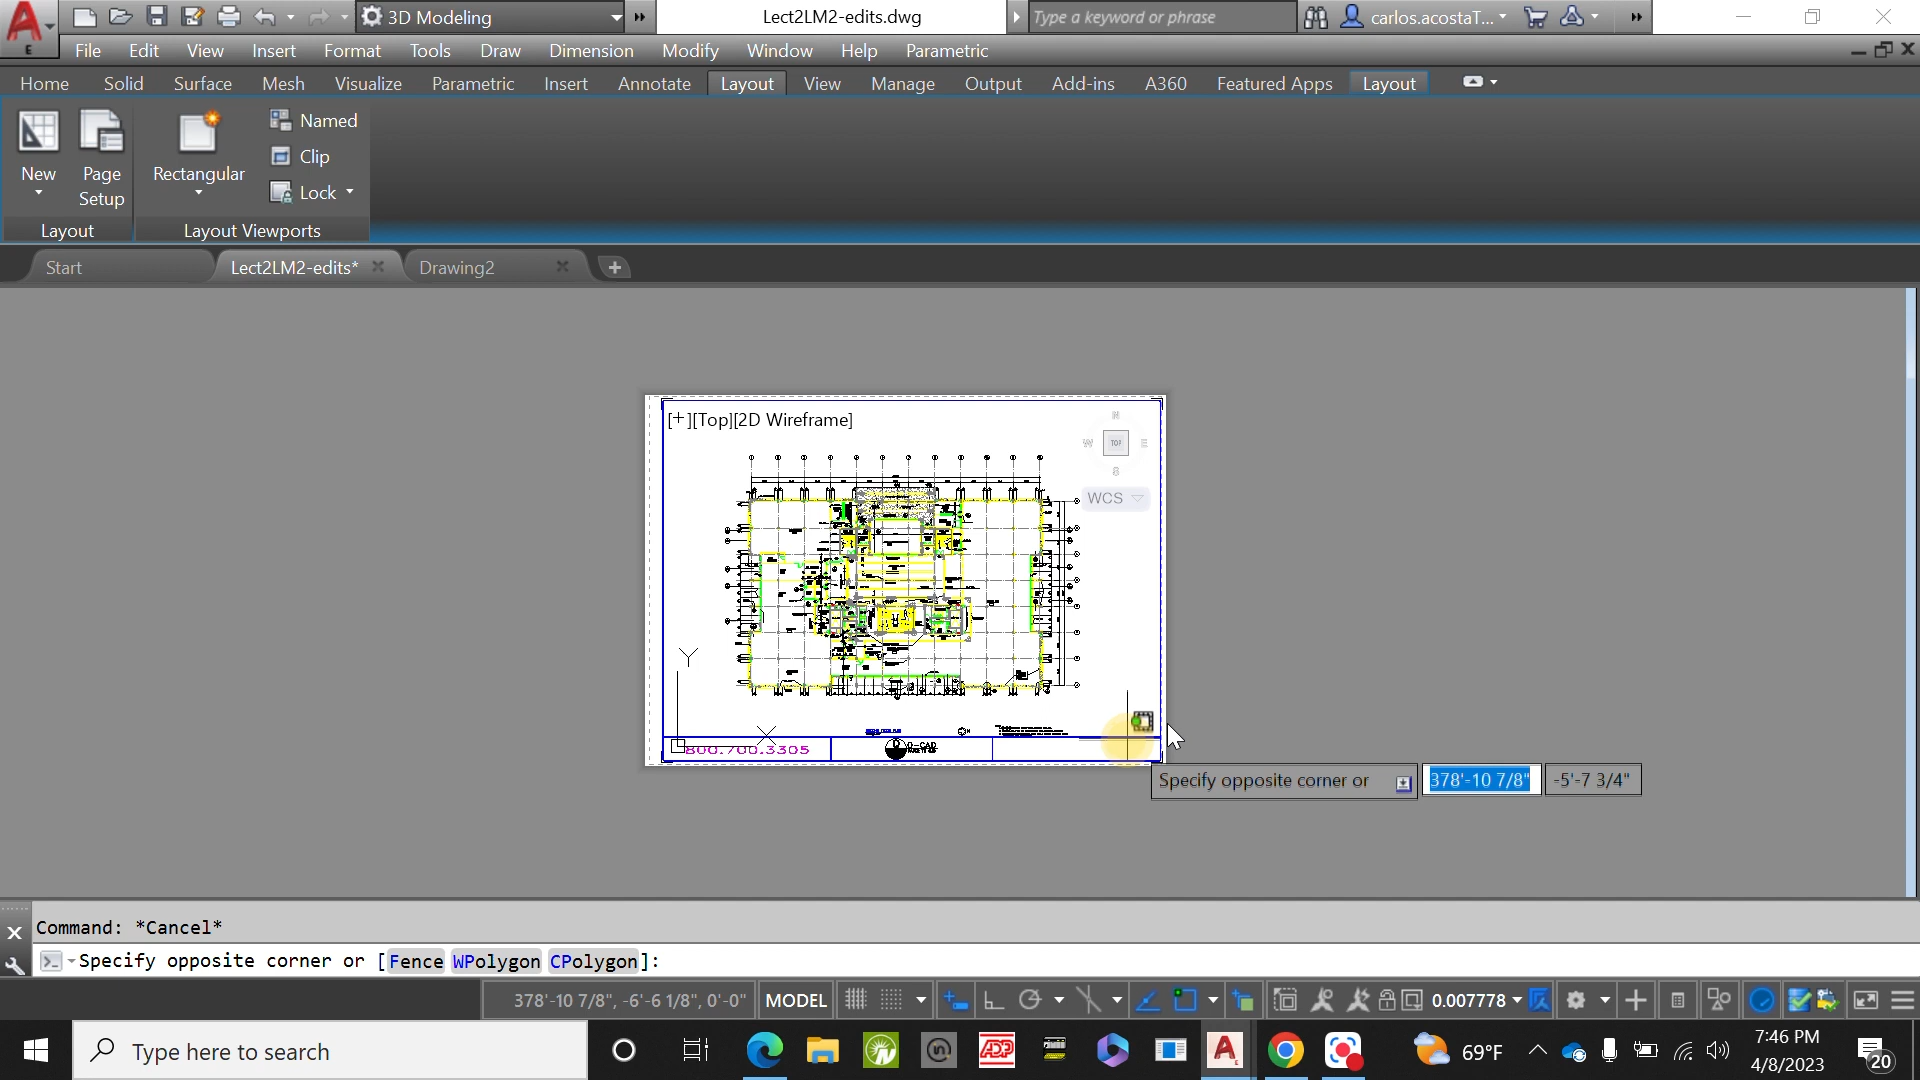 3D Modeling
Lect2LM2-edits.dwg
Type a keyword or phrase
carlos.acostaT...
E
File Edit View Insert Format Tools Draw Dimension Modify Window Help Parametric
Home Solid Surface Mesh Visualize Parametric Insert Annotate Layout View Manage Output Add-ins A360 Featured Apps Layout
New
Page Setup
Rectangular
Named
Clip
Lock
Layout
Layout Viewports
Start
Lect2LM2-edits*
Drawing2
[+][Top][2D Wireframe]
N
W TOP E
S
WCS
Y
X
800.700.3305
Specify opposite corner or
378'-10 7/8"
-5'-7 3/4"
Command: *Cancel*
Specify opposite corner or [Fence WPolygon CPolygon]:
378'-10 7/8", -6'-6 1/8", 0'-0"
MODEL
0.007778
Type here to search
ADP
69°F
7:46 PM
4/8/2023
20